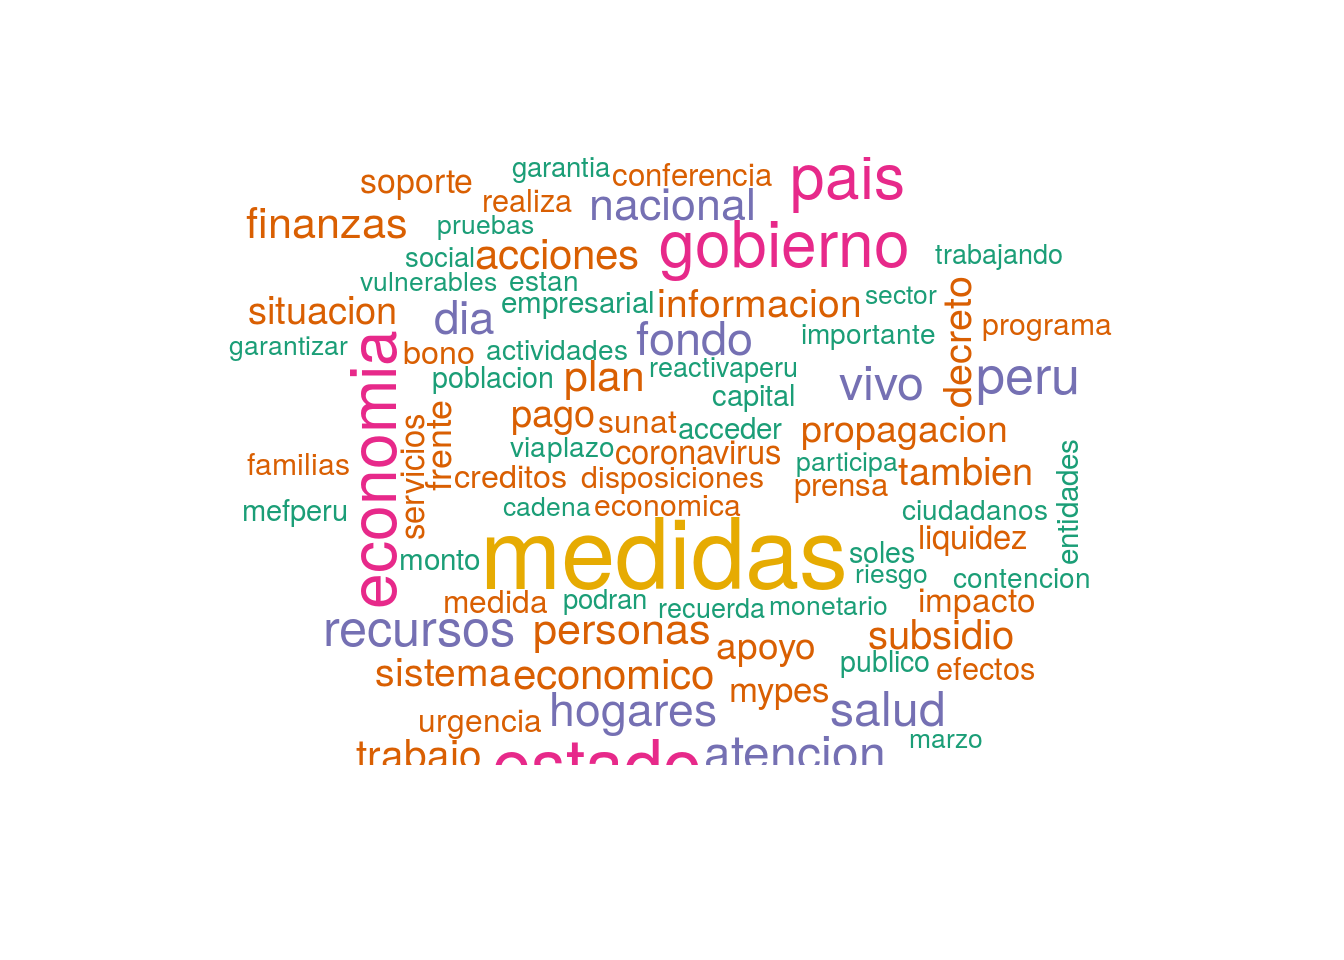 garantia
soporte
conferencia
pais
realiza
nacional
finanzas
pruebas
gobierno
social
acciones
trabajando
vulnerables
estan
situacion
dia
empresarial
informacion
sector
decreto
programa
garantizar
economia
bono
actividades
fondo
importante
poblacion
plan
reactivaperu
vivo
peru
capital
pago
sunat
acceder
propagacion
frente
servicios
viaplazo
coronavirus
familias
creditos
disposiciones
participa
prensa
tambien
entidades
mefperu
cadena
economica
ciudadanos
monto
medidas
soles
liquidez
riesgo
contencion
medida
podran
recuerda
monetario
impacto
recursos
personas
apoyo
subsidio
publico
efectos
sistema
economico
mypes
urgencia
hogares
salud
marzo
trabajo
estado
atencion